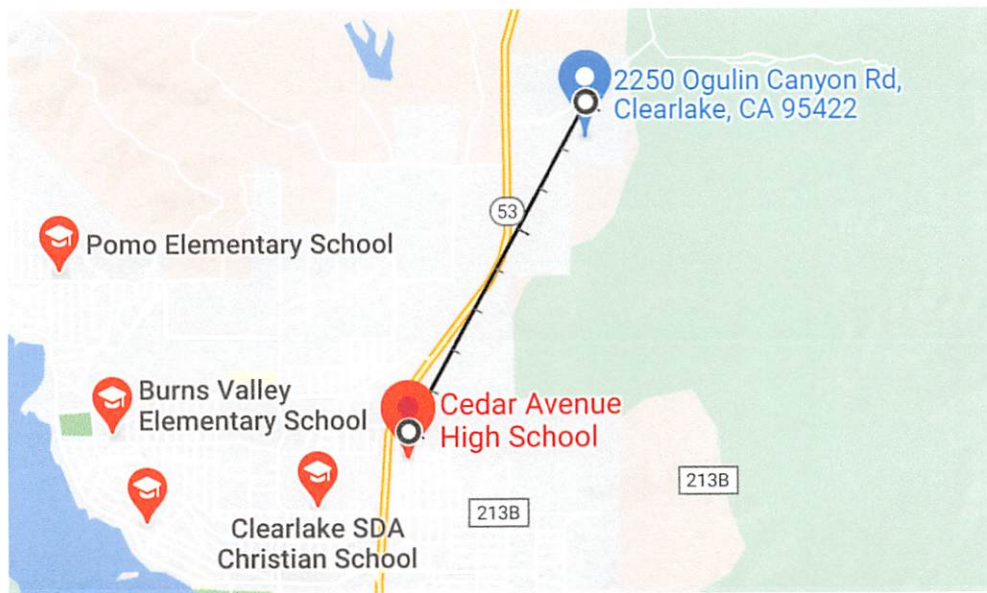 2250 Ogulin Canyon Rd,
Clearlake, CA 95422
53
Pomo Elementary School
Burns Valley
Elementary School
Cedar Avenue
High School
213B
213B
Clearlake SDA
Christian School